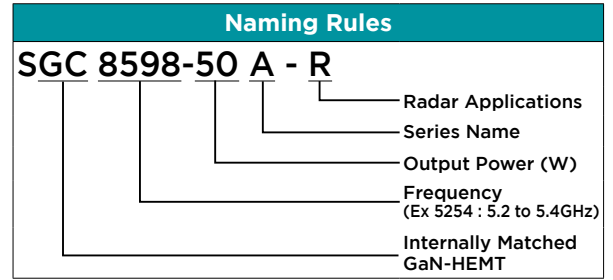 Naming Rules
SGC 8598-50 A - R
Radar Applications
Series Name
Output Power (W)
Frequency
(Ex 5254 : 5.2 to 5.4GHz)
Internally Matched
GaN-HEMT